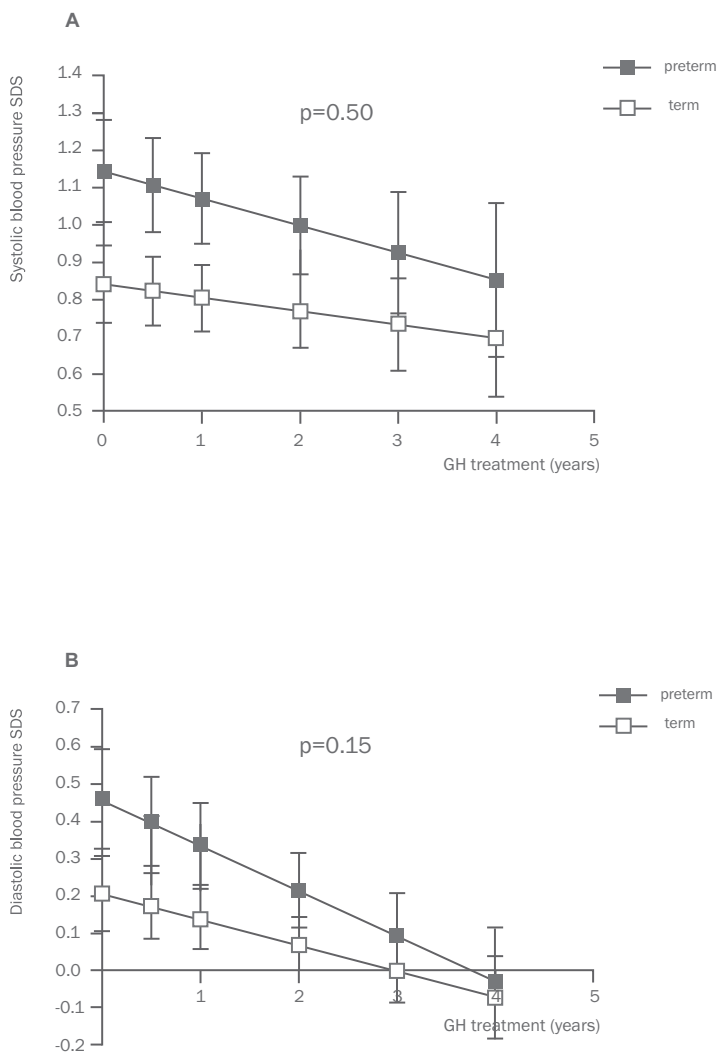 A
Systolic blood pressure SDS
1.4
1.3
1.2
1.1
1.0
0.9
0.8
0.7
0.6
0.5
p=0.50
preterm
term
0 1 2 3 4 5
GH treatment (years)
B
Diastolic blood pressure SDS
0.7
0.6
0.5
0.4
0.3
0.2
0.1
0.0
-0.1
-0.2
p=0.15
preterm
term
1 2 3 4 5
GH treatment (years)